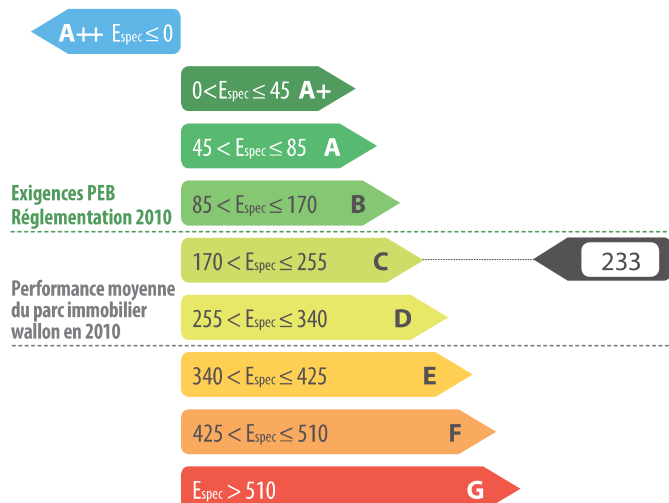 A++ Espec ≤ 0
0 < Espec ≤ 45 A+
45 < Espec ≤ 85 A
Exigences PEB
Réglementation 2010
85 < Espec ≤ 170 B
170 < Espec ≤ 255 C
233
Performance moyenne
du parc immobilier
wallon en 2010
255 < Espec ≤ 340 D
340 < Espec ≤ 425 E
425 < Espec ≤ 510 F
Espec > 510 G